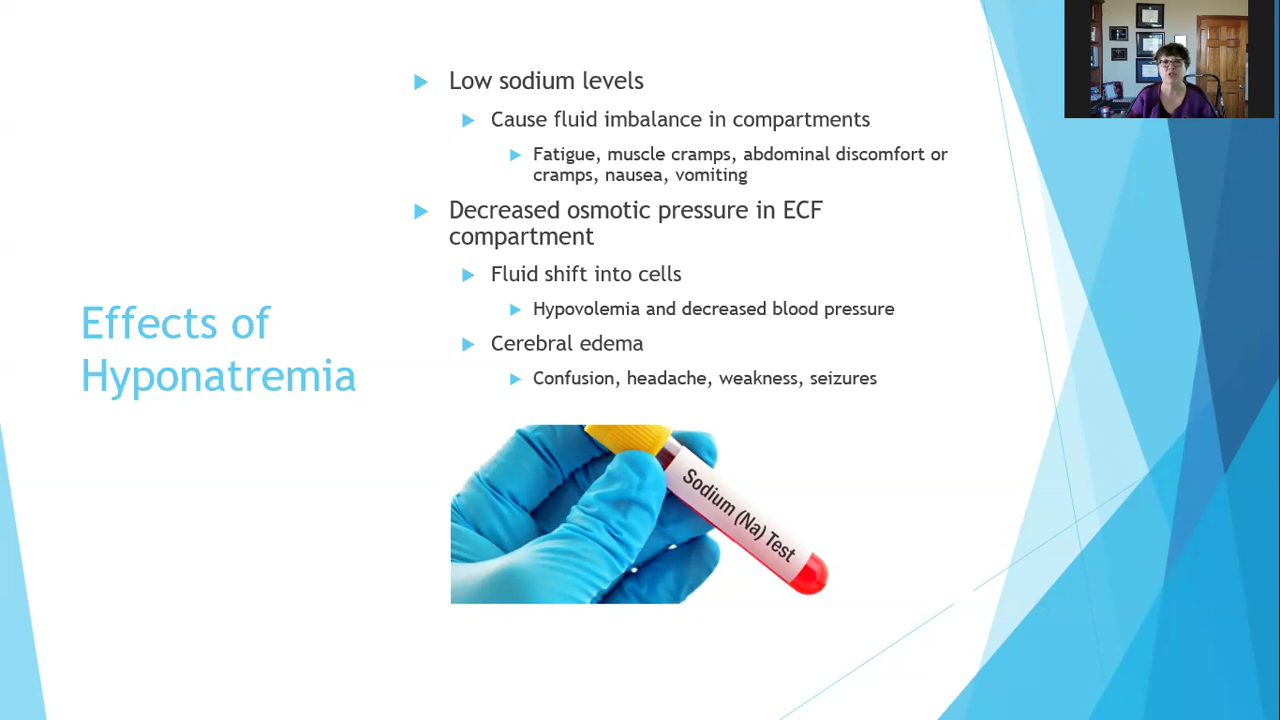 Effects of
Hyponatremia
Low sodium levels
Cause fluid imbalance in compartments
Fatigue, muscle cramps, abdominal discomfort or
cramps, nausea, vomiting
Decreased osmotic pressure in ECF
compartment
Fluid shift into cells
Hypovolemia and decreased blood pressure
Cerebral edema
Confusion, headache, weakness, seizures
Sodium (Na) Test